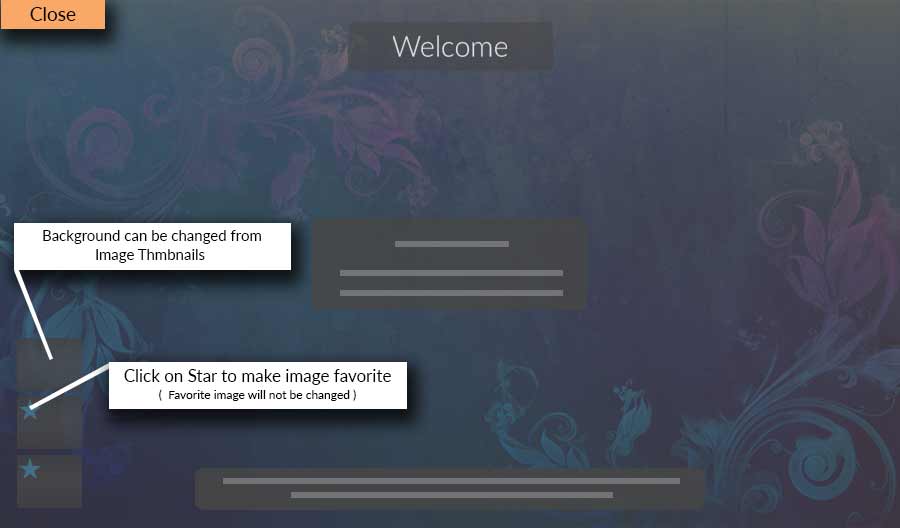 Close
Welcome
Background can be changed from
Image Thmbnails
Click on Star to make image favorite
( Favorite image will not be changed )